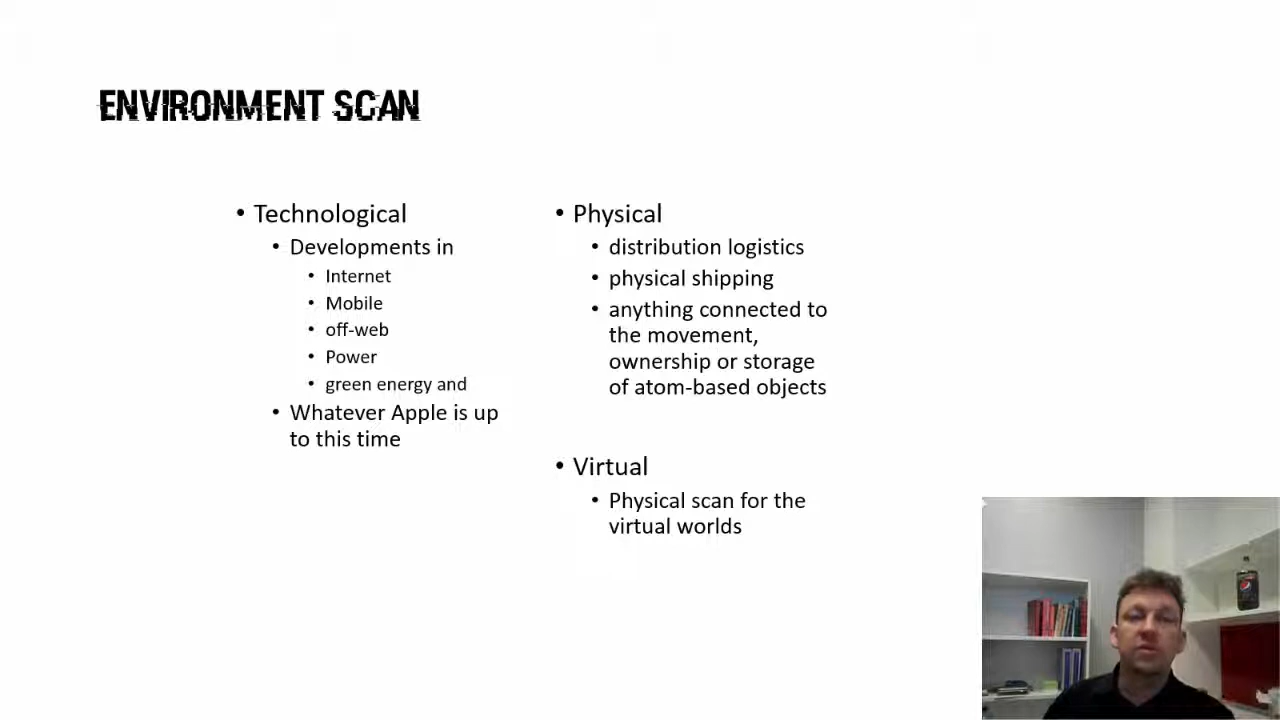 ENVIRONMENT SCAN
• Technological
• Developments in
• Internet
• Mobile
• off-web
• Power
• green energy and
• Whatever Apple is up
to this time
• Physical
• distribution logistics
• physical shipping
• anything connected to
the movement,
ownership or storage
of atom-based objects
• Virtual
• Physical scan for the
virtual worlds